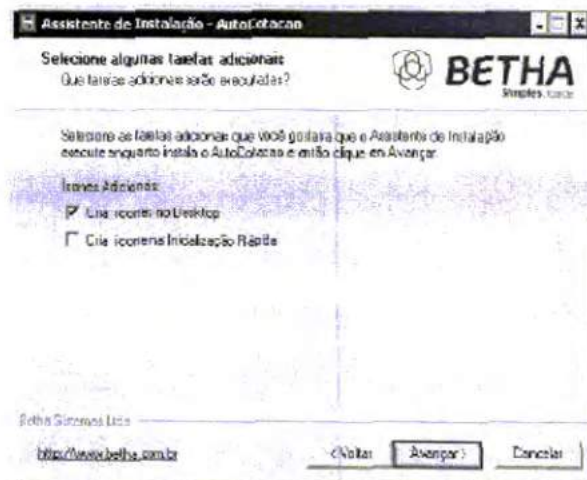 Assistente de Instalação - AutoCotacao
Selecione algumas tarefas adicionais
Que tarefas adicionais serão executadas?
BETHA
Simples.
Selecione as tarefas adicionais que você gostaria que o Assistente de Instalação
execute enquanto instala o AutoCotacao e então clique em Avançar.
Ícones Adicionais:
Criar ícones no Desktop
Criar ícone na Inicialização Rápida
Betha Sistemas Ltda
http://www.betha.com.br
< Voltar
Avançar >
Cancelar